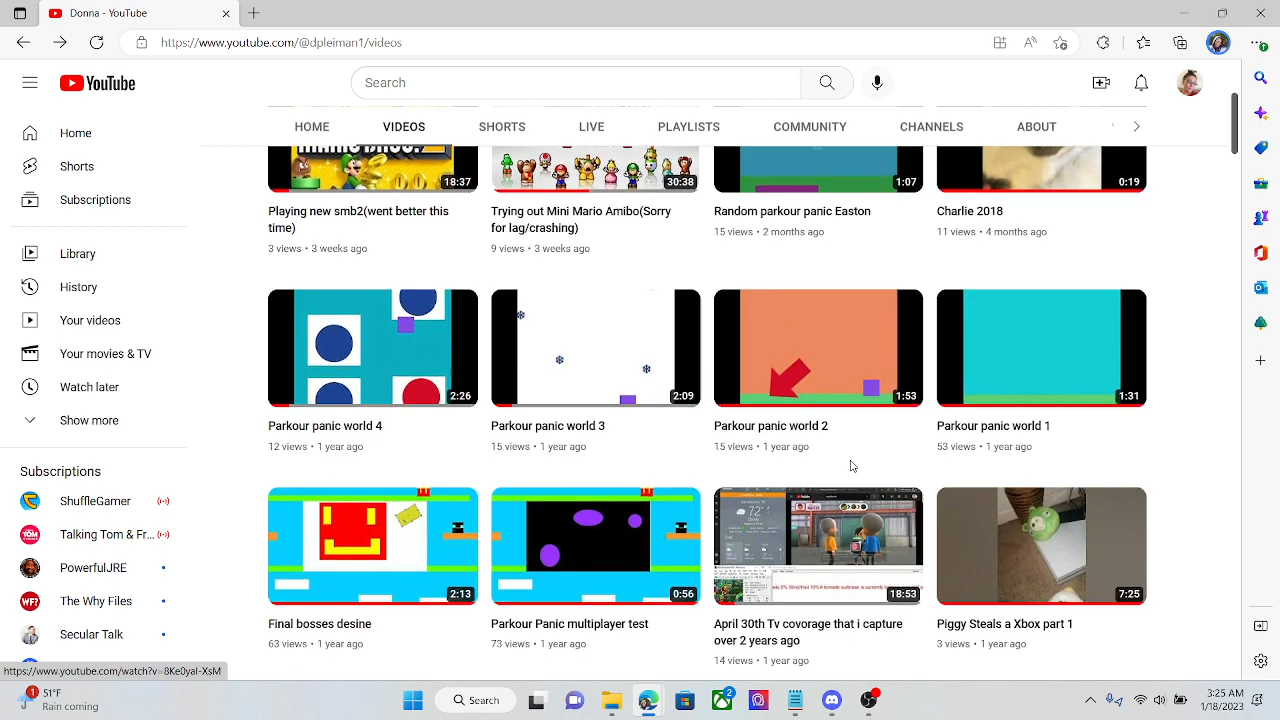 Donna - YouTube
https://www.youtube.com/@dpleiman1/videos
YouTube
Search
HOME VIDEOS SHORTS LIVE PLAYLISTS COMMUNITY CHANNELS ABOUT
Home
Shorts
Subscriptions
Library
History
Your videos
Your movies & TV
Watch later
Show more
Subscriptions
Stuffie Gaming
Talking Tom & Fr...
PowerfulJRE
The Why Files
Secular Talk
18:37
Playing new smb2(went better this
time)
3 views • 3 weeks ago
30:38
Trying out Mini Mario Amibo(Sorry
for lag/crashing)
9 views • 3 weeks ago
1:07
Random parkour panic Easton
15 views • 2 months ago
0:19
Charlie 2018
11 views • 4 months ago
2:26
Parkour panic world 4
12 views • 1 year ago
2:09
Parkour panic world 3
15 views • 1 year ago
1:53
Parkour panic world 2
15 views • 1 year ago
1:31
Parkour panic world 1
53 views • 1 year ago
2:13
Final bosses desine
63 views • 1 year ago
0:56
Parkour Panic multiplayer test
73 views • 1 year ago
72
18:53
April 30th Tv covorage that i capture
over 2 years ago
14 views • 1 year ago
7:25
Piggy Steals a Xbox part 1
3 views • 1 year ago
http://www.youtube.com/watch?v=8Ke0yaI-XsM
1
51°F
Rain coming
Search
2
3:25 AM
1/18/2023